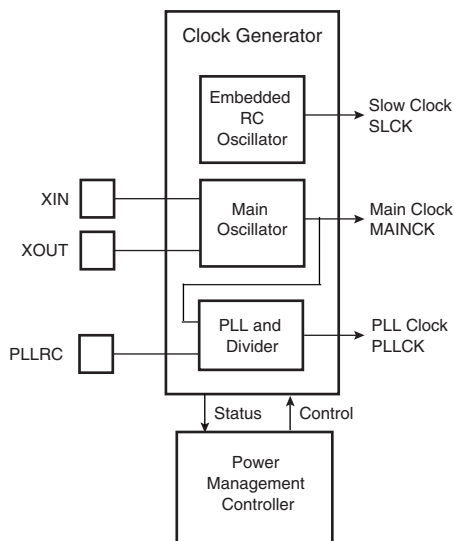 Clock Generator
Embedded
RC
Oscillator
Slow Clock
SLCK
XIN
XOUT
Main
Oscillator
Main Clock
MAINCK
PLLRC
PLL and
Divider
PLL Clock
PLLCK
Status
Control
Power
Management
Controller